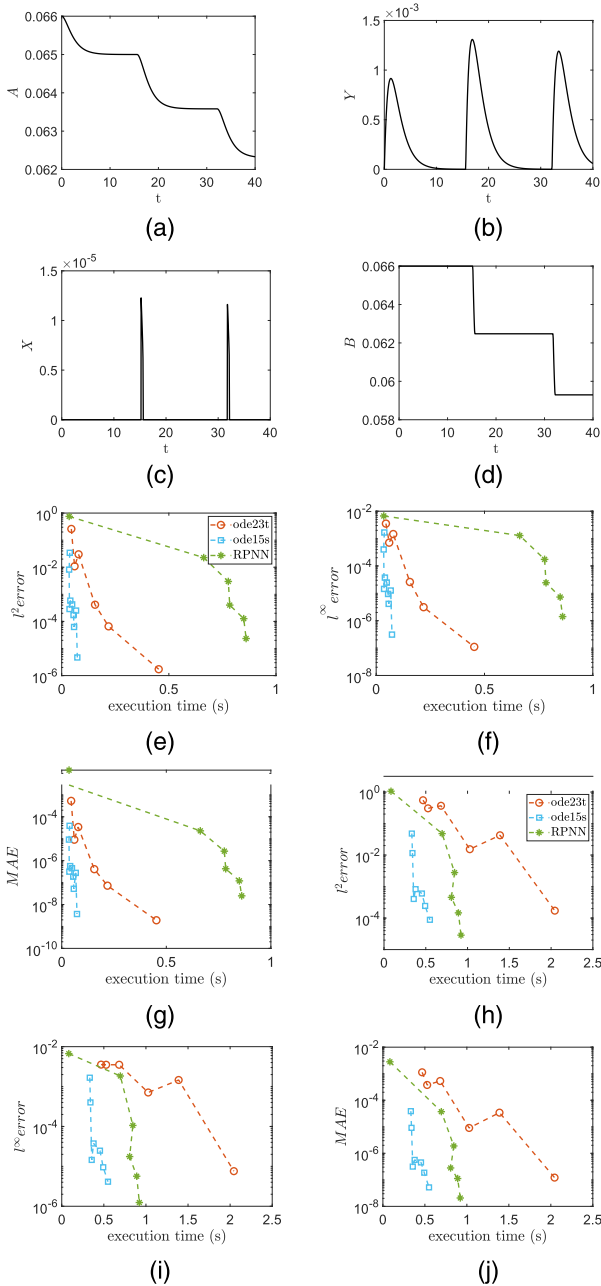 0.066
0.065
0.064
0.063
0.062
A
0 10 20 30 40
t
(a)
×10-3
1.5
1
0.5
0
Y
0 10 20 30 40
t
(b)
×10-5
1.5
1
0.5
0
X
0 10 20 30 40
t
(c)
0.066
0.064
0.062
0.06
0.058
B
0 10 20 30 40
t
(d)
10^0
10^-2
10^-4
10^-6
l^2 error
ode23t
ode15s
RPNN
0 0.5 1
execution time (s)
(e)
10^-2
10^-4
10^-6
10^-8
l^∞ error
0 0.5 1
execution time (s)
(f)
10^-4
10^-6
10^-8
10^-10
MAE
0 0.5 1
execution time (s)
(g)
10^0
10^-2
10^-4
l^2 error
ode23t
ode15s
RPNN
0 0.5 1 1.5 2 2.5
execution time (s)
(h)
10^-2
10^-4
10^-6
l^∞ error
0 0.5 1 1.5 2 2.5
execution time (s)
(i)
10^-2
10^-4
10^-6
10^-8
MAE
0 0.5 1 1.5 2 2.5
execution time (s)
(j)